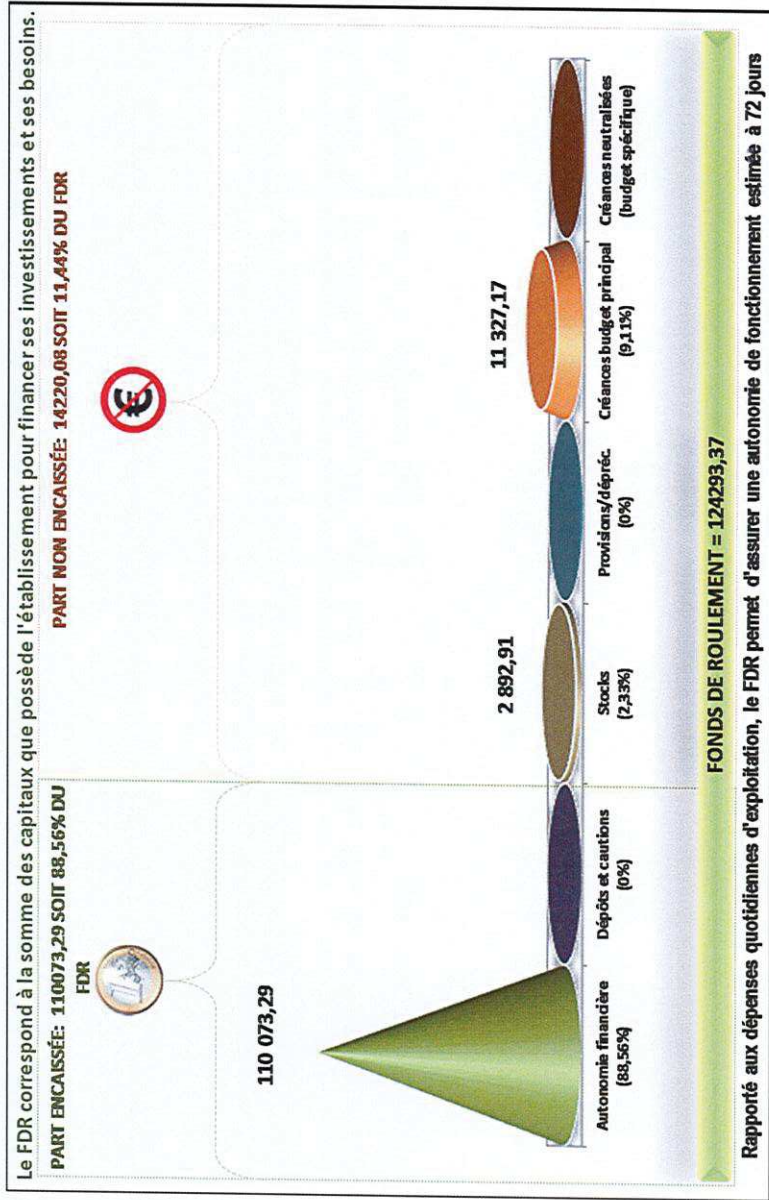 Le FDR correspond à la somme des capitaux que possède l'établissement pour financer ses investissements et ses besoins.
PART ENCAISSÉE: 110073,29 SOIT 88,56% DU
FDR
PART NON ENCAISSÉE: 14220,08 SOIT 11,44% DU FDR
110 073,29
2 892,91
11 327,17
Autonomie financière
(88,56%)
Dépôts et cautions
(0%)
Stocks
(2,33%)
Provisions/dépréc.
(0%)
Créances budget principal
(9,11%)
Créances neutralisées
(budget spécifique)
FONDS DE ROULEMENT = 124293,37
Rapporté aux dépenses quotidiennes d'exploitation, le FDR permet d'assurer une autonomie de fonctionnement estimée à 72 jours